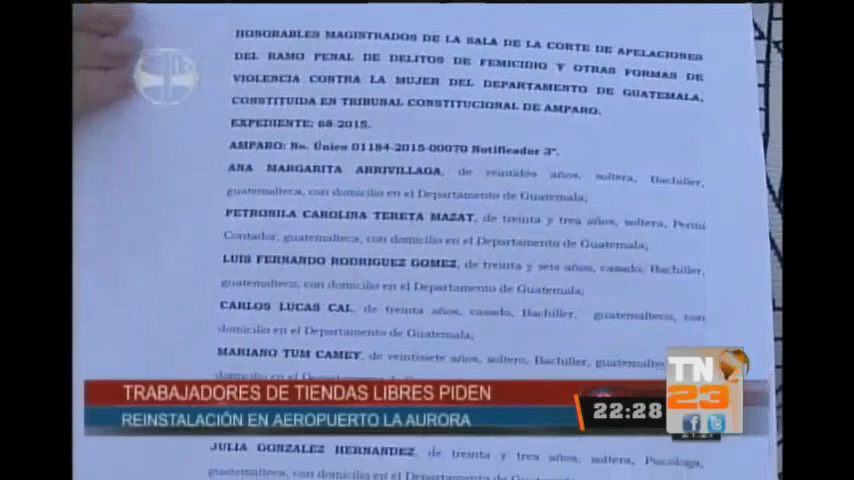 HONORABLES MAGISTRADOS DE LA SALA DE LA CORTE DE APELACIONES
DEL RAMO PENAL DE DELITOS DE FEMICIDIO Y OTRAS FORMAS DE
VIOLENCIA CONTRA LA MUJER DEL DEPARTAMENTO DE GUATEMALA,
CONSTITUIDA EN TRIBUNAL CONSTITUCIONAL DE AMPARO.
EXPEDIENTE: 68-2015.
AMPARO: No. Único 01184-2015-00070 Notificador 3º.
ANA MARGARITA ARRIVILLAGA, de veintidós años, soltera, Bachiller,
guatemalteca, con domicilio en el Departamento de Guatemala;
PETRONILA CAROLINA TERETA MAZAT, de treinta y tres años, soltera, Perito
Contador, guatemalteca, con domicilio en el Departamento de Guatemala;
LUIS FERNANDO RODRIGUEZ GOMEZ, de treinta y seis años, casado, Bachiller,
guatemalteca, con domicilio en el Departamento de Guatemala;
CARLOS LUCAS CAL, de treinta años, casado, Bachiller, guatemalteco, con
domicilio en el Departamento de Guatemala;
MARIANO TUM CAMEY, de veintisiete años, soltero, Bachiller,
domicilio en el
TRABAJADORES DE TIENDAS LIBRES PIDEN
REINSTALACIÓN EN AEROPUERTO LA AURORA
22:28
TN
23
JULIA GONZALEZ HERNANDEZ, de treinta y tres años, soltera, Psicóloga,
guatemalteca, con domicilio en el Departamento de Guatemala;